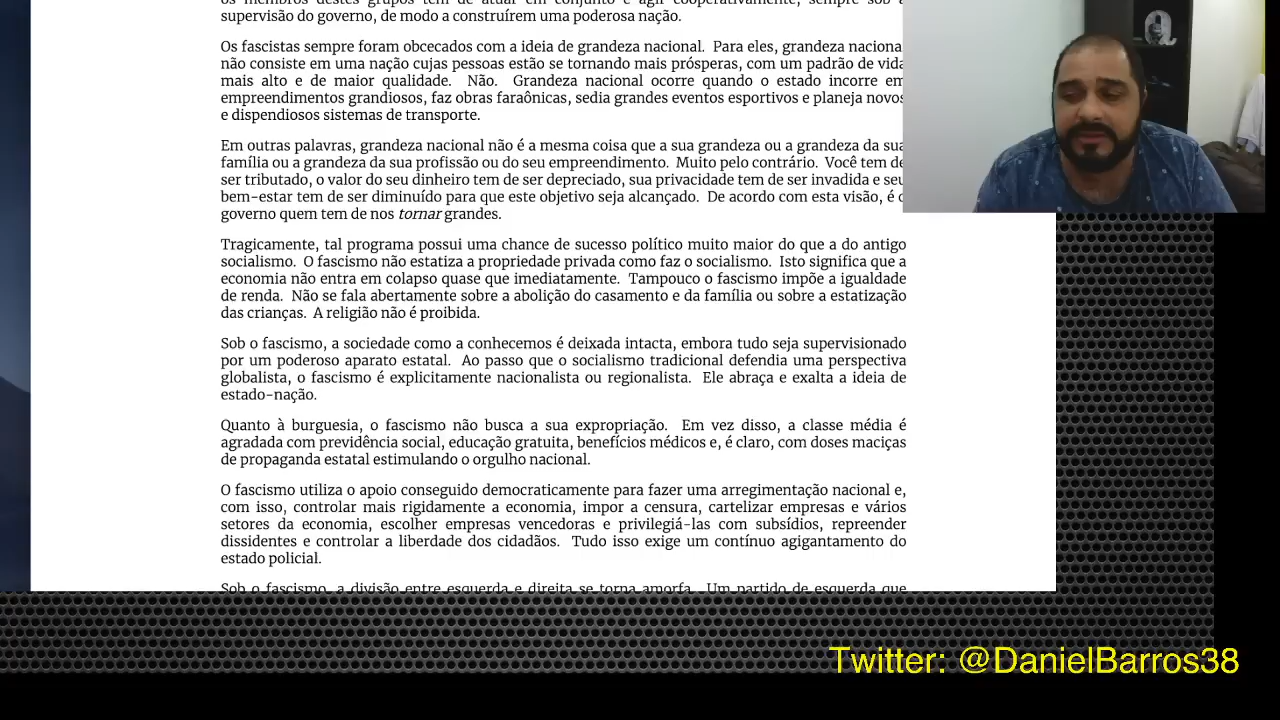 os membros destes grupos têm de atuar em conjunto e agir cooperativamente, sempre sob a
supervisão do governo, de modo a construírem uma poderosa nação.
Os fascistas sempre foram obcecados com a ideia de grandeza nacional. Para eles, grandeza nacional
não consiste em uma nação cujas pessoas estão se tornando mais prósperas, com um padrão de vida
mais alto e de maior qualidade. Não. Grandeza nacional ocorre quando o estado incorre em
empreendimentos grandiosos, faz obras faraônicas, sedia grandes eventos esportivos e planeja novos
e dispendiosos sistemas de transporte.
Em outras palavras, grandeza nacional não é a mesma coisa que a sua grandeza ou a grandeza da sua
família ou a grandeza da sua profissão ou do seu empreendimento. Muito pelo contrário. Você tem de
ser tributado, o valor do seu dinheiro tem de ser depreciado, sua privacidade tem de ser invadida e seu
bem-estar tem de ser diminuído para que este objetivo seja alcançado. De acordo com esta visão, é o
governo quem tem de nos tornar grandes.
Tragicamente, tal programa possui uma chance de sucesso político muito maior do que a do antigo
socialismo. O fascismo não estatiza a propriedade privada como faz o socialismo. Isto significa que a
economia não entra em colapso quase que imediatamente. Tampouco o fascismo impõe a igualdade
de renda. Não se fala abertamente sobre a abolição do casamento e da família ou sobre a estatização
das crianças. A religião não é proibida.
Sob o fascismo, a sociedade como a conhecemos é deixada intacta, embora tudo seja supervisionado
por um poderoso aparato estatal. Ao passo que o socialismo tradicional defendia uma perspectiva
globalista, o fascismo é explicitamente nacionalista ou regionalista. Ele abraça e exalta a ideia de
estado-nação.
Quanto à burguesia, o fascismo não busca a sua expropriação. Em vez disso, a classe média é
agradada com previdência social, educação gratuita, benefícios médicos e, é claro, com doses maciças
de propaganda estatal estimulando o orgulho nacional.
O fascismo utiliza o apoio conseguido democraticamente para fazer uma arregimentação nacional e,
com isso, controlar mais rigidamente a economia, impor a censura, cartelizar empresas e vários
setores da economia, escolher empresas vencedoras e privilegiá-las com subsídios, repreender
dissidentes e controlar a liberdade dos cidadãos. Tudo isso exige um contínuo agigantamento do
estado policial.
Sob o fascismo, a divisão entre esquerda e direita se torna amorfa. Um partido de esquerda que
Twitter: @DanielBarros38